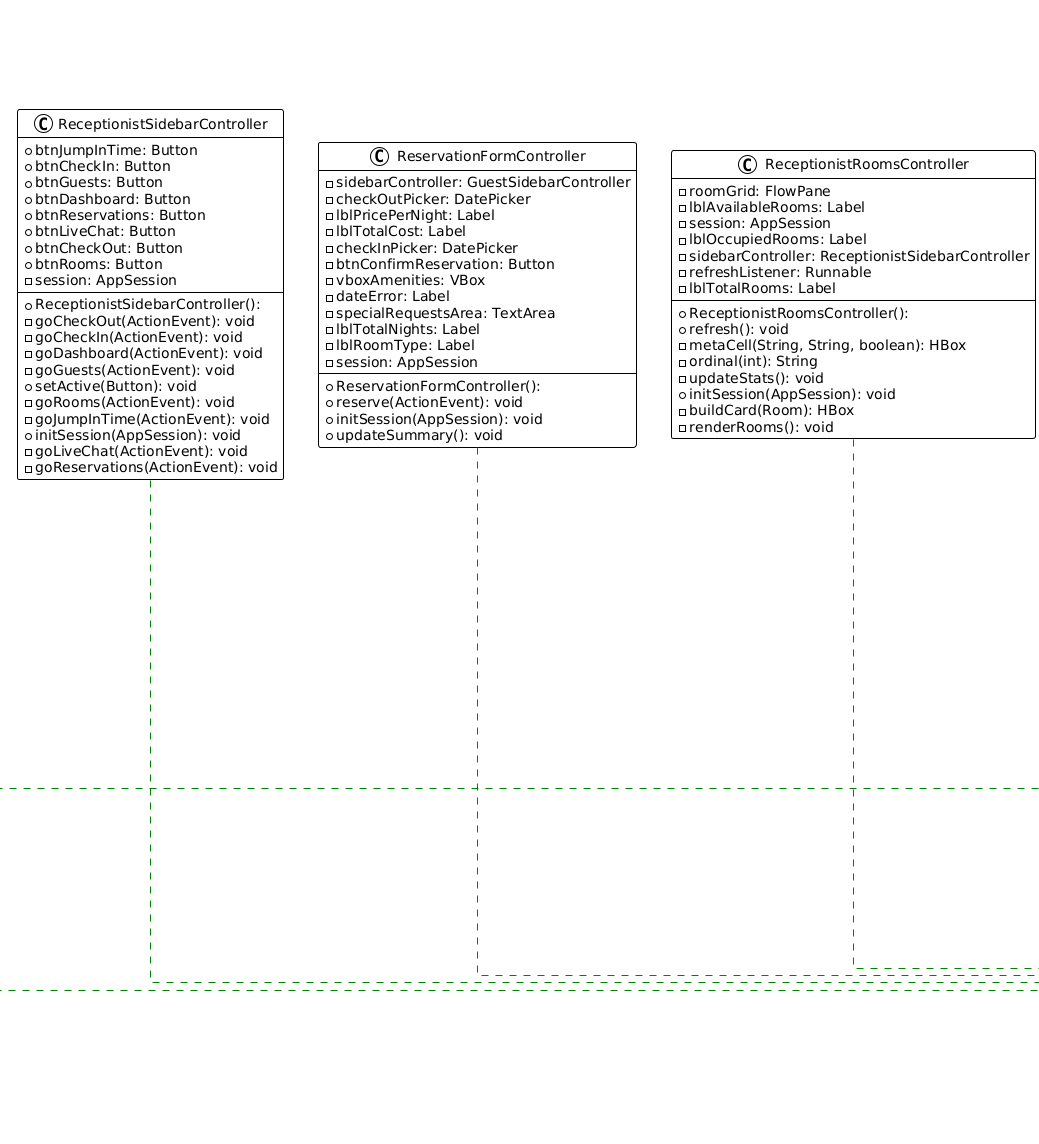 ReceptionistSidebarController
btnJumpInTime: Button
btnCheckIn: Button
btnGuests: Button
btnDashboard: Button
btnReservations: Button
btnLiveChat: Button
btnCheckOut: Button
btnRooms: Button
session: AppSession
ReceptionistSidebarController():
goCheckOut(ActionEvent): void
goCheckIn(ActionEvent): void
goDashboard(ActionEvent): void
goGuests(ActionEvent): void
setActive(Button): void
goRooms(ActionEvent): void
goJumpInTime(ActionEvent): void
initSession(AppSession): void
goLiveChat(ActionEvent): void
goReservations(ActionEvent): void
ReservationFormController
sidebarController: GuestSidebarController
checkOutPicker: DatePicker
lblPricePerNight: Label
lblTotalCost: Label
checkInPicker: DatePicker
btnConfirmReservation: Button
vboxAmenities: VBox
dateError: Label
specialRequestsArea: TextArea
lblTotalNights: Label
lblRoomType: Label
session: AppSession
ReservationFormController():
reserve(ActionEvent): void
initSession(AppSession): void
updateSummary(): void
ReceptionistRoomsController
roomGrid: FlowPane
lblAvailableRooms: Label
session: AppSession
lblOccupiedRooms: Label
sidebarController: ReceptionistSidebarController
refreshListener: Runnable
lblTotalRooms: Label
ReceptionistRoomsController():
refresh(): void
metaCell(String, String, boolean): HBox
ordinal(int): String
updateStats(): void
initSession(AppSession): void
buildCard(Room): HBox
renderRooms(): void